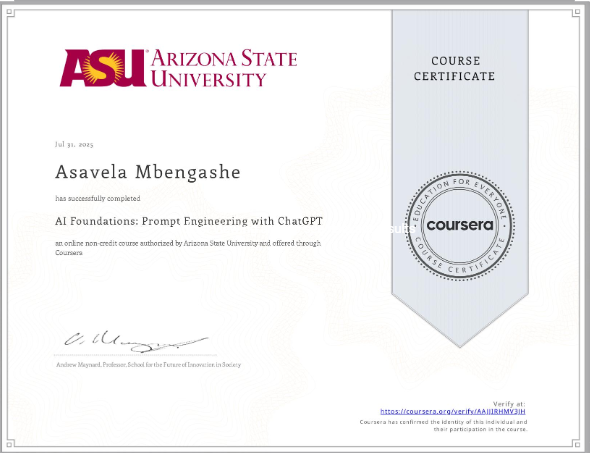 ASU ARIZONA STATE
UNIVERSITY
COURSE
CERTIFICATE
Jul 31, 2025
Asavela Mbengashe
has successfully completed
AI Foundations: Prompt Engineering with ChatGPT
an online non-credit course authorized by Arizona State University and offered through
Coursera
EDUCATION FOR EVERYONE
coursera
COURSE CERTIFICATE
Andrew Maynard, Professor, School for the Future of Innovation in Society
Verify at:
https://coursera.org/verify/
Coursera has confirmed the identity of this individual and
their participation in the course.